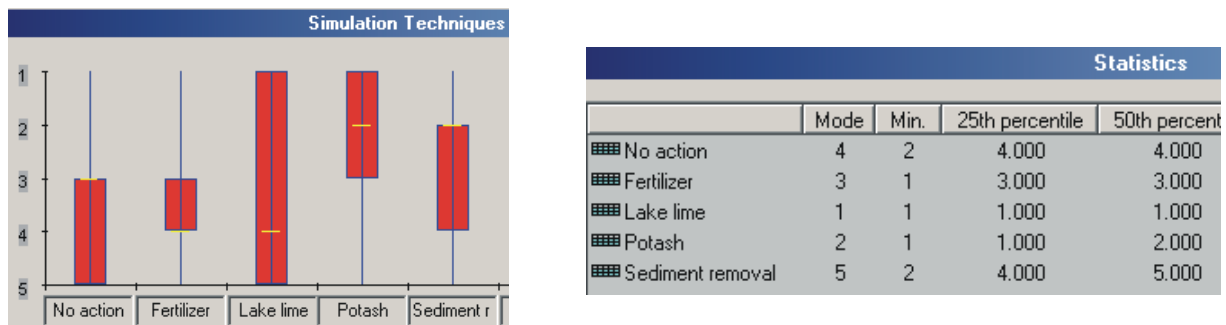 Simulation Techniques
1
2
3
4
5
No action Fertilizer Lake lime Potash Sediment r
Statistics
Mode Min. 25th percentile 50th percent
No action 4 2 4.000 4.000
Fertilizer 3 1 3.000 3.000
Lake lime 1 1 1.000 1.000
Potash 2 1 1.000 2.000
Sediment removal 5 2 4.000 5.000